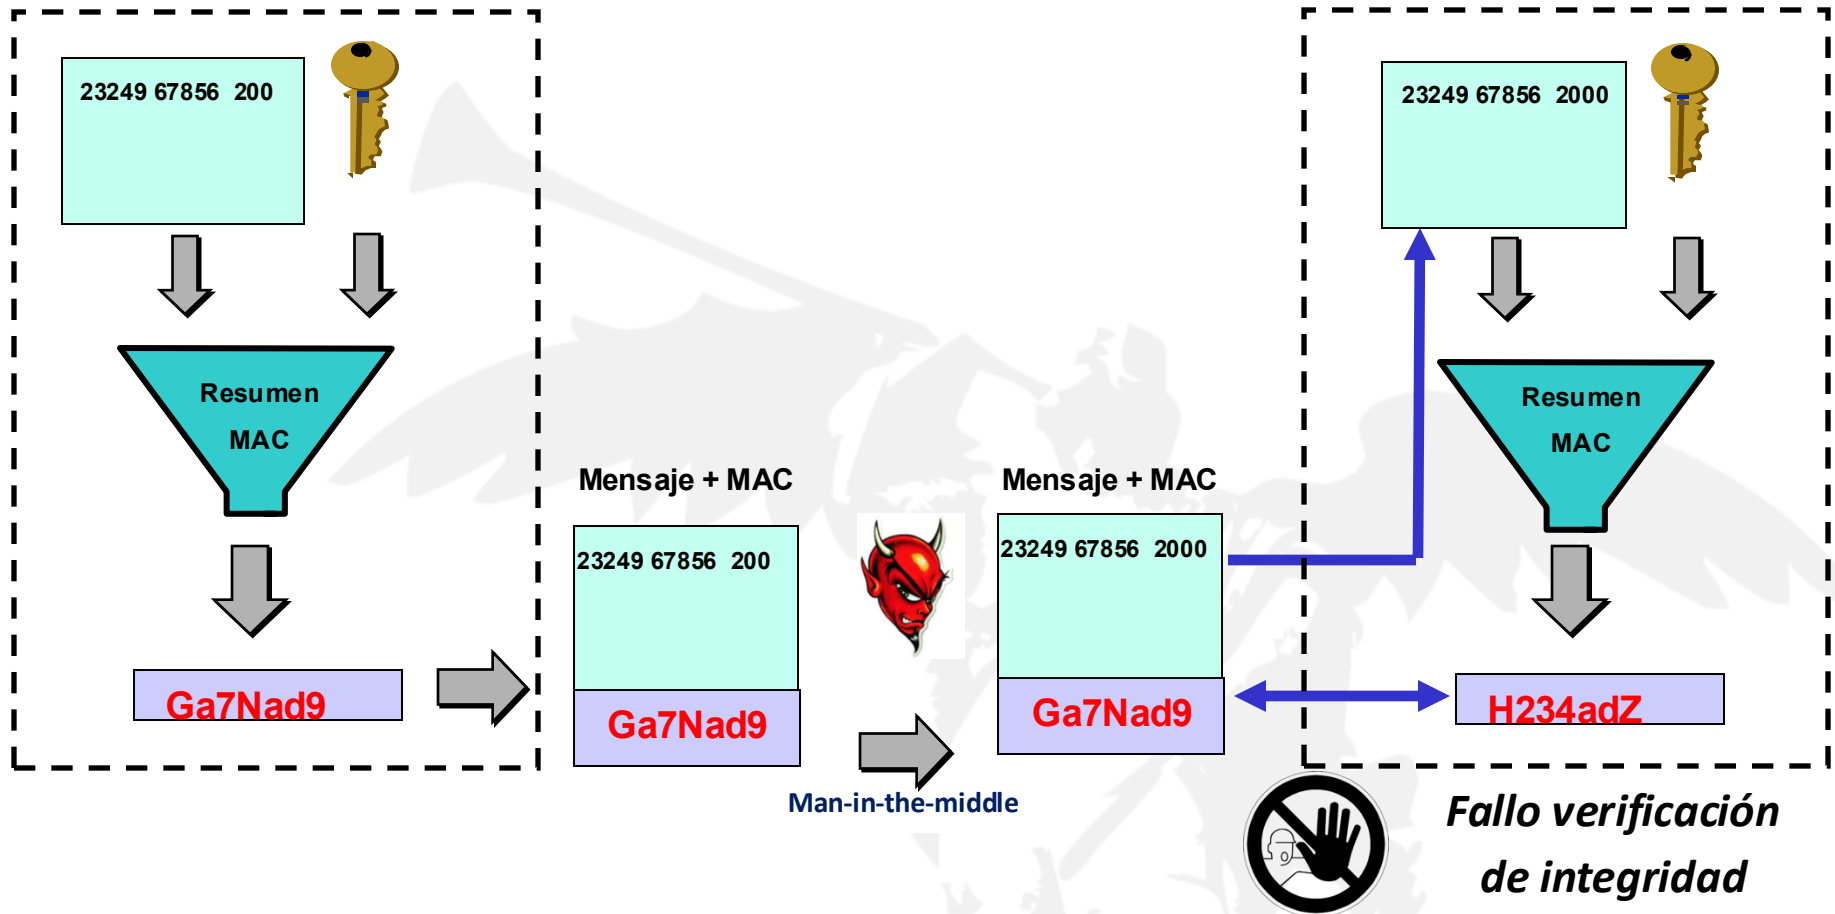 23249 67856 200
Resumen
MAC
Ga7Nad9
Mensaje + MAC
23249 67856 200
Ga7Nad9
Man-in-the-middle
Mensaje + MAC
23249 67856 2000
Ga7Nad9
23249 67856 2000
Resumen
MAC
H234adZ
Fallo verificación
de integridad